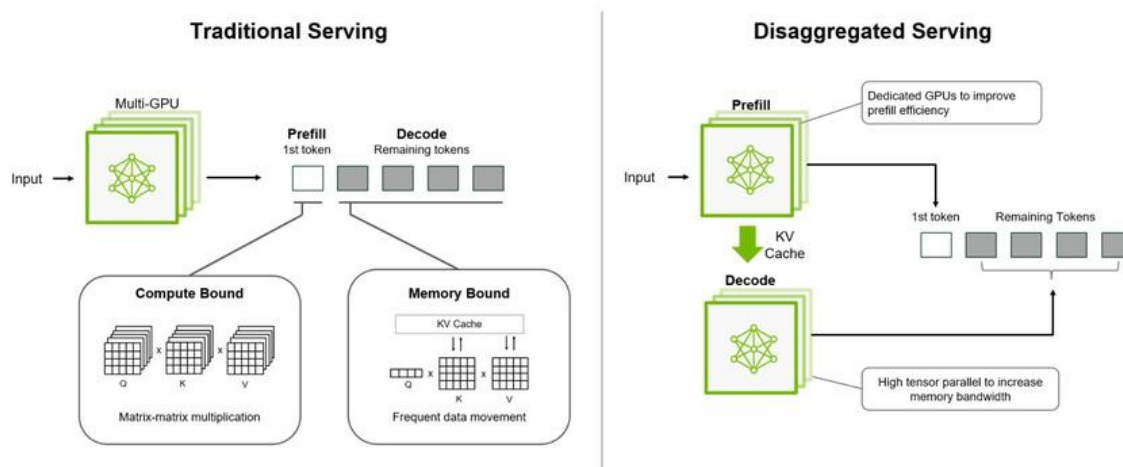 Traditional Serving
Multi-GPU
Input
Prefill
1st token
Decode
Remaining tokens
Compute Bound
x
x
Q
K
V
Matrix-matrix multiplication
Memory Bound
KV Cache
x
x
Q
K
V
Frequent data movement
Disaggregated Serving
Prefill
Dedicated GPUs to improve
prefill efficiency
Input
1st token
Remaining Tokens
KV
Cache
Decode
High tensor parallel to increase
memory bandwidth